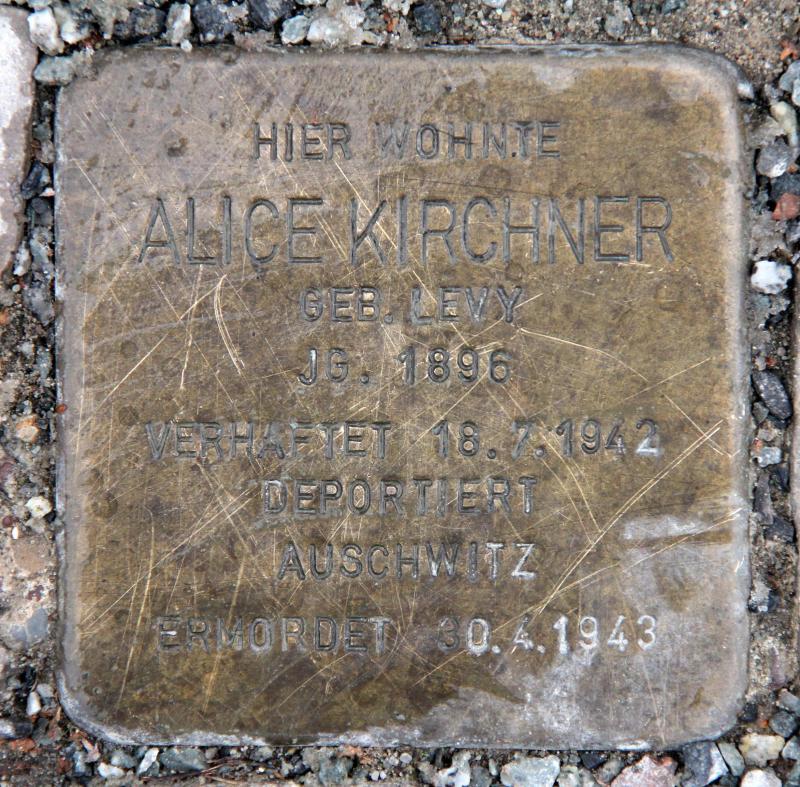 HIER WOHNTE
ALICE KIRCHNER
GEB. LEVY
JG. 1896
VERHAFTET 18.7.1942
DEPORTIERT
AUSCHWITZ
ERMORDET 30.4.1943